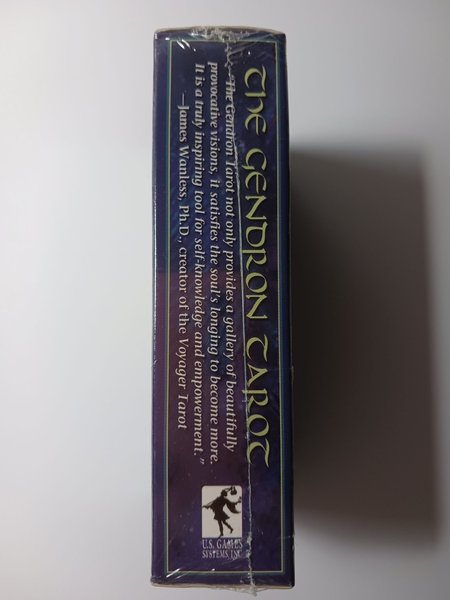 THE GENDRON TAROT
"The Gendron Tarot not only provides a gallery of beautifully
provocative visions, it satisfies the soul's longing to become more.
It is a truly inspiring tool for self-knowledge and empowerment."
—James Wanless, Ph.D., creator of the Voyager Tarot
U.S. GAMES
SYSTEMS, INC.